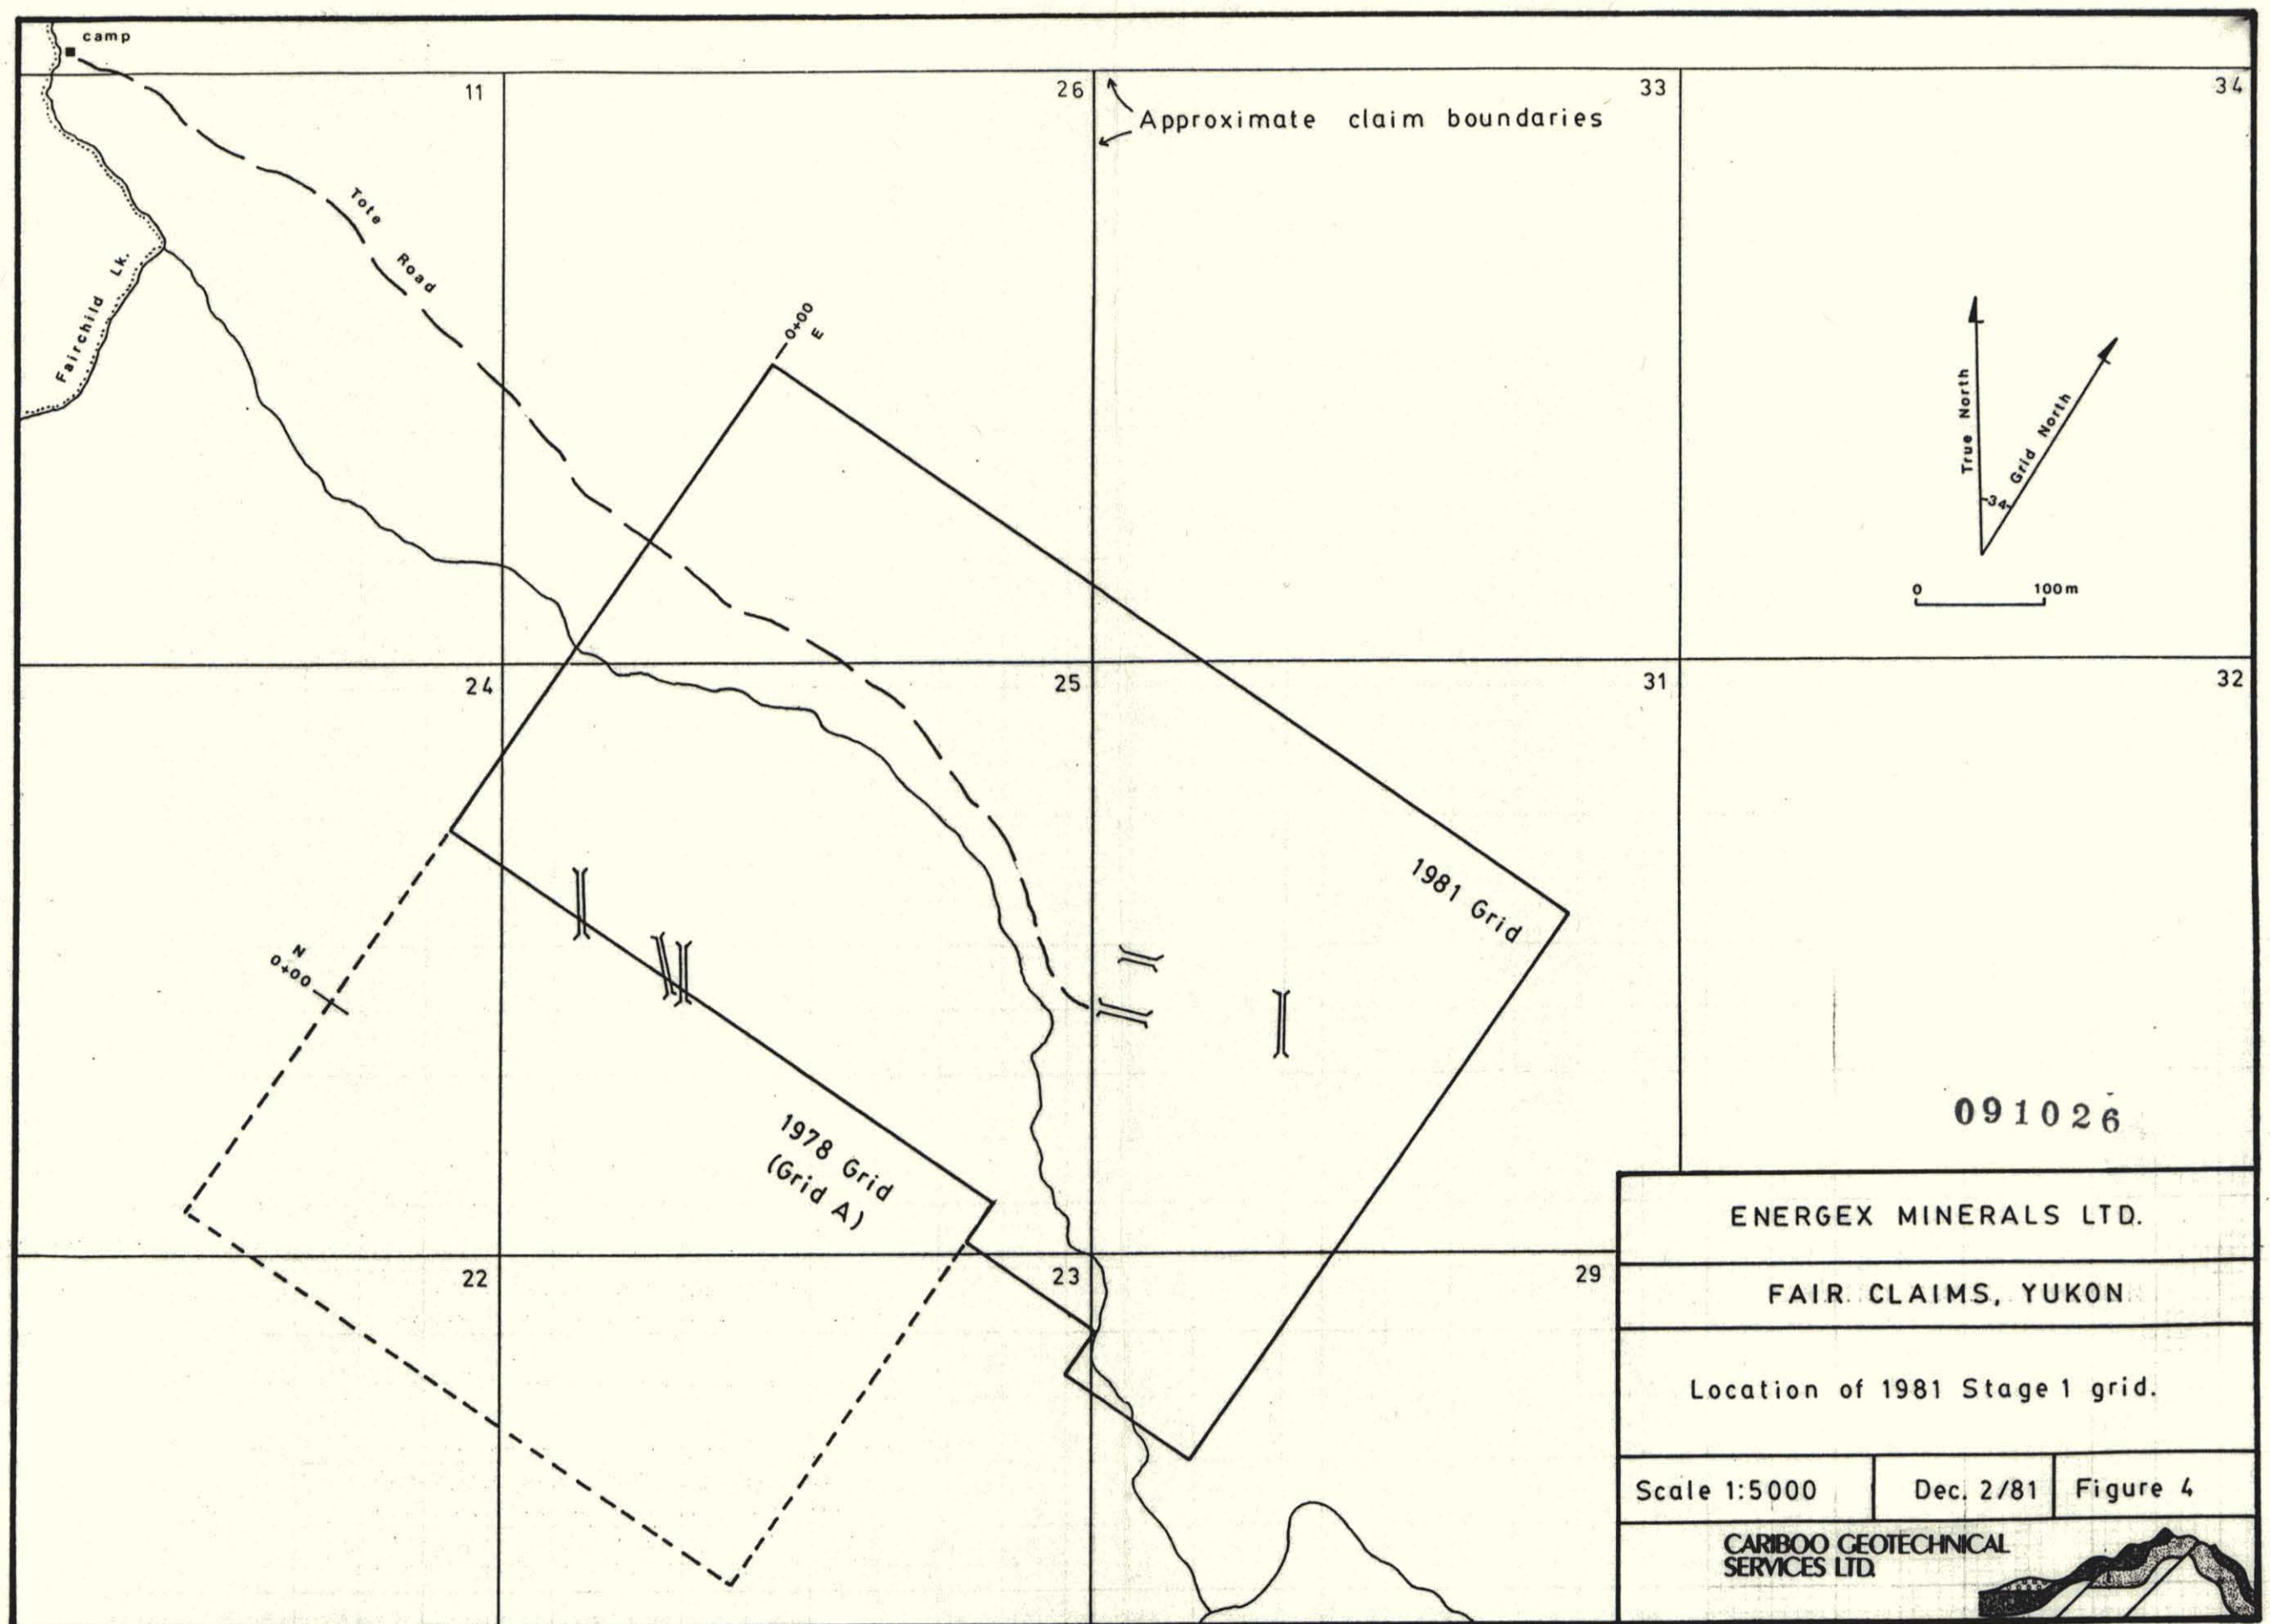 camp
11
26
33
34
Approximate claim boundaries
Tote Road
Fairchild Lk.
0+00
E
True North
Grid North
34
0 100m
24
25
31
32
1981 Grid
N
0+00
1978 Grid
(Grid A)
091026
22
23
29
ENERGEX MINERALS LTD.
FAIR CLAIMS, YUKON
Location of 1981 Stage 1 grid.
Scale 1:5000 Dec. 2/81 Figure 4
CARIBOO GEOTECHNICAL
SERVICES LTD.